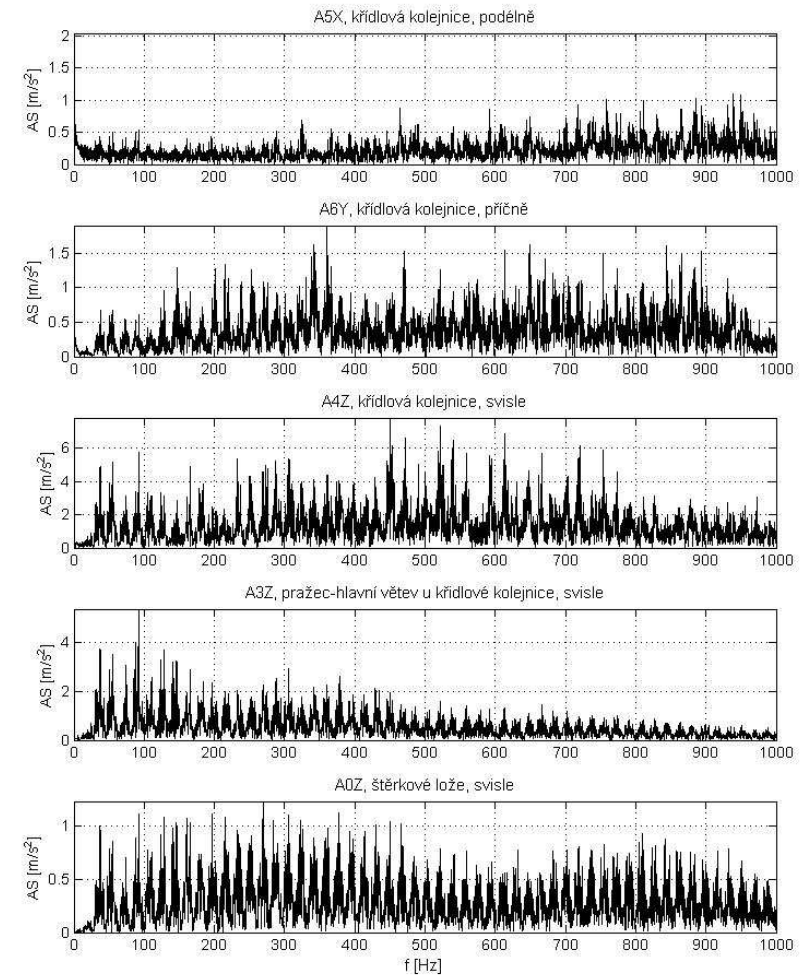 A5X, křídlová kolejnice, podélně
2
1.5
1
0.5
0
AS [m/s²]
0 100 200 300 400 500 600 700 800 900 1000
A6Y, křídlová kolejnice, příčně
1.5
1
0.5
0
AS [m/s²]
0 100 200 300 400 500 600 700 800 900 1000
A4Z, křídlová kolejnice, svisle
6
4
2
0
AS [m/s²]
0 100 200 300 400 500 600 700 800 900 1000
A3Z, pražec-hlavní větev u křidlové kolejnice, svisle
4
2
0
AS [m/s²]
0 100 200 300 400 500 600 700 800 900 1000
A0Z, štěrkové lože, svisle
1
0.5
0
AS [m/s²]
0 100 200 300 400 500 600 700 800 900 1000
f [Hz]